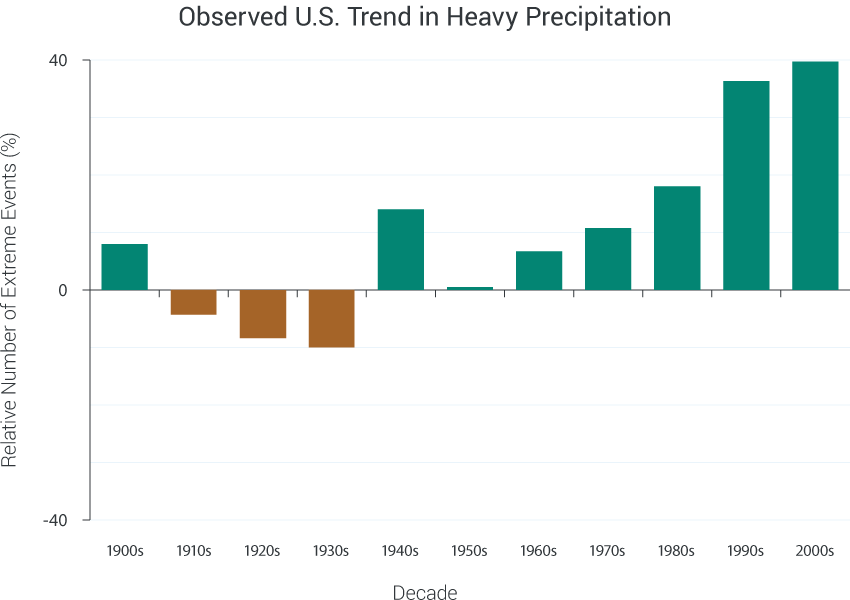 Observed U.S. Trend in Heavy Precipitation
Relative Number of Extreme Events (%)
40
0
-40
1900s 1910s 1920s 1930s 1940s 1950s 1960s 1970s 1980s 1990s 2000s
Decade